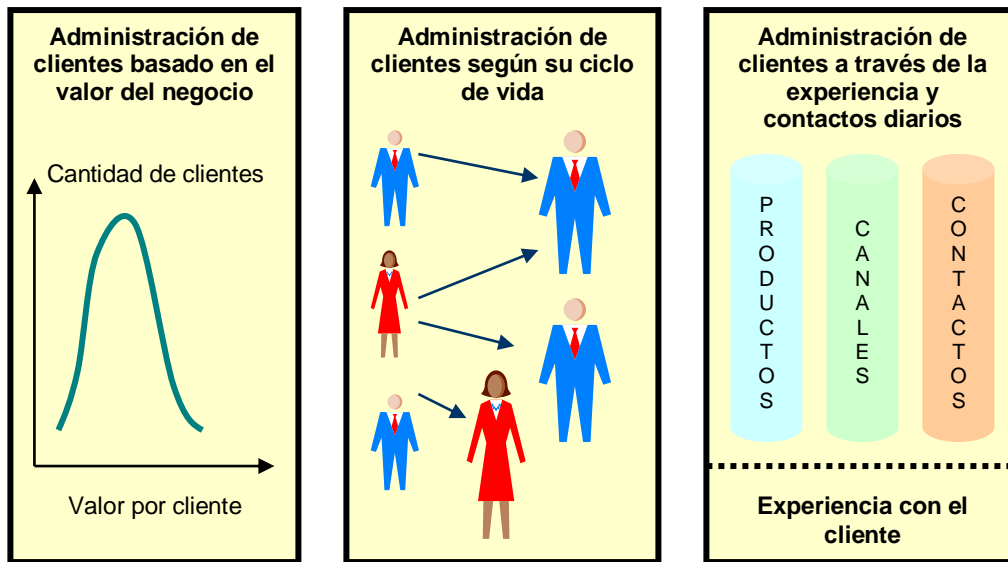 Administración de
clientes basado en el
valor del negocio
Cantidad de clientes
Valor por cliente
Administración de
clientes según su ciclo
de vida
Administración de
clientes a través de la
experiencia y
contactos diarios
PRODUCTOS
CANALES
CONTACTOS
Experiencia con el
cliente